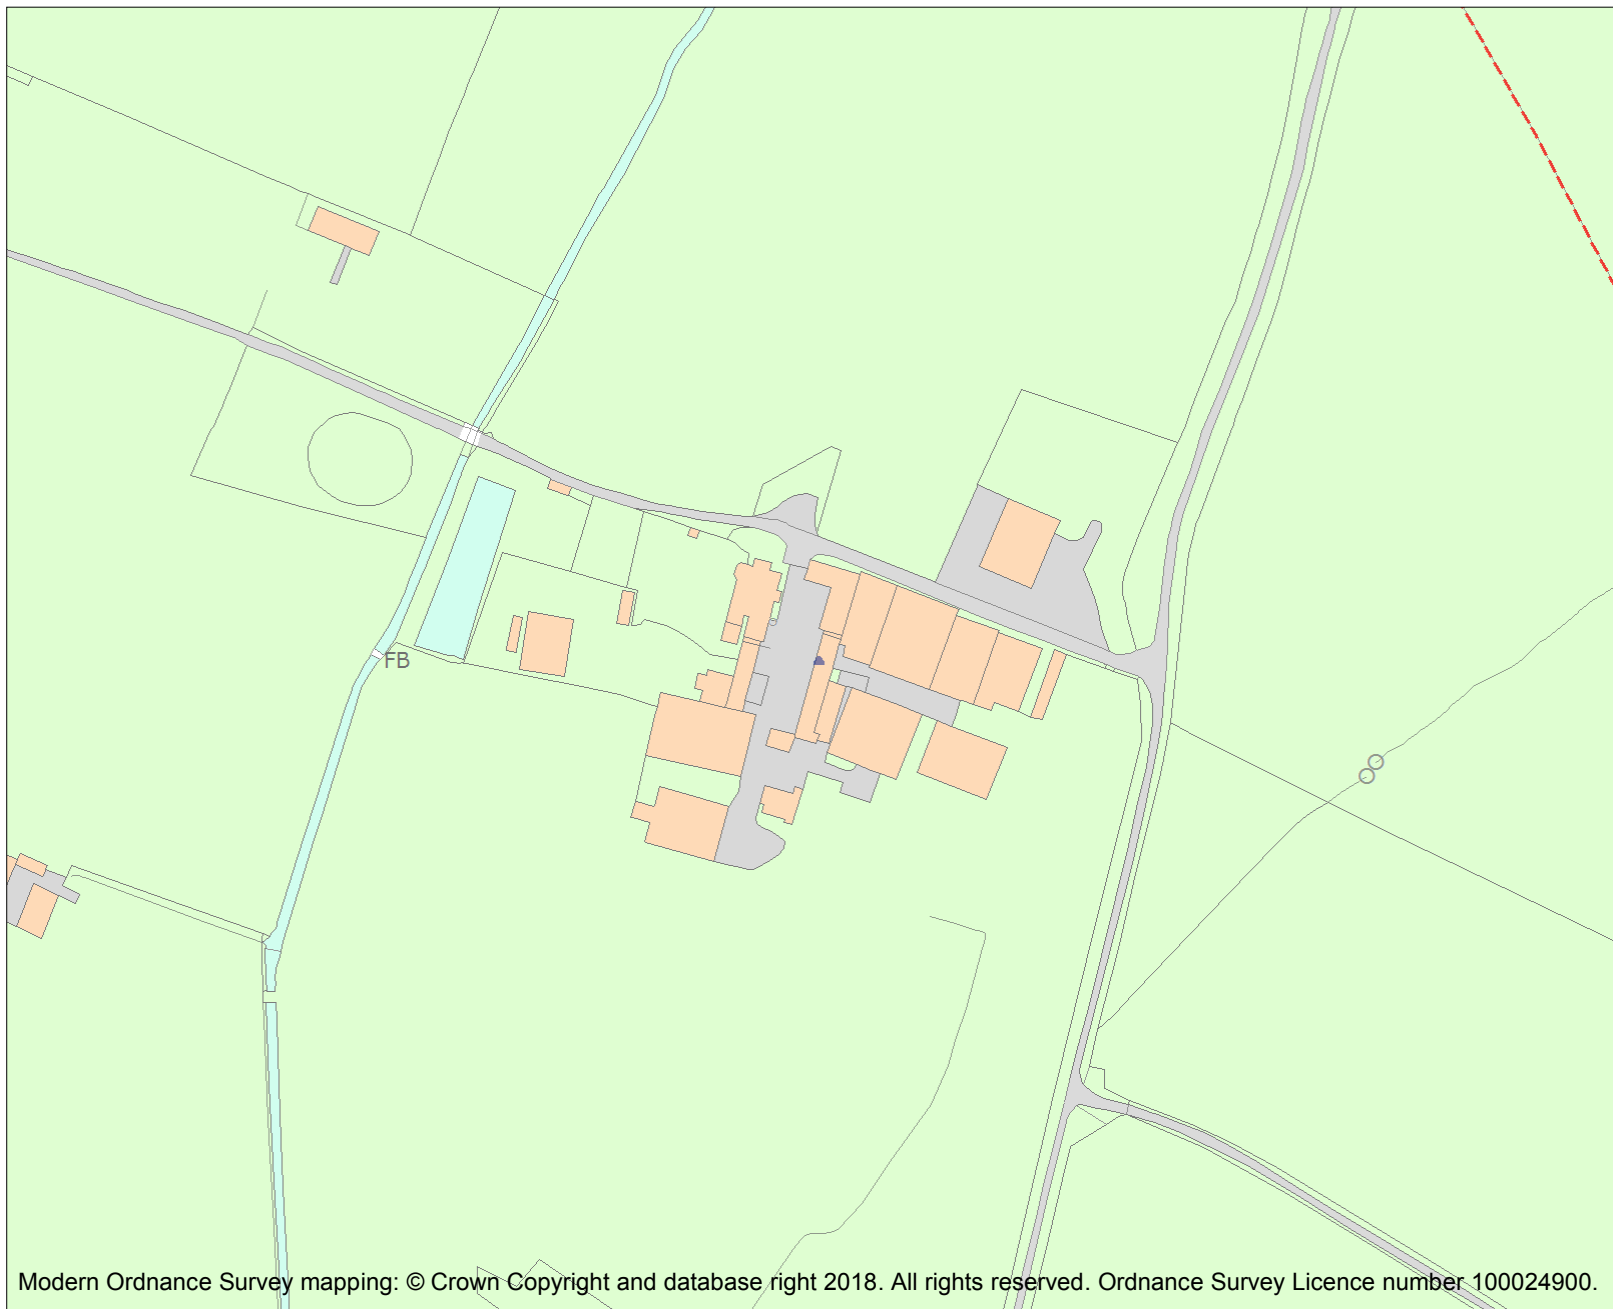 FB
Modern Ordnance Survey mapping: © Crown Copyright and database right 2018. All rights reserved. Ordnance Survey Licence number 100024900.